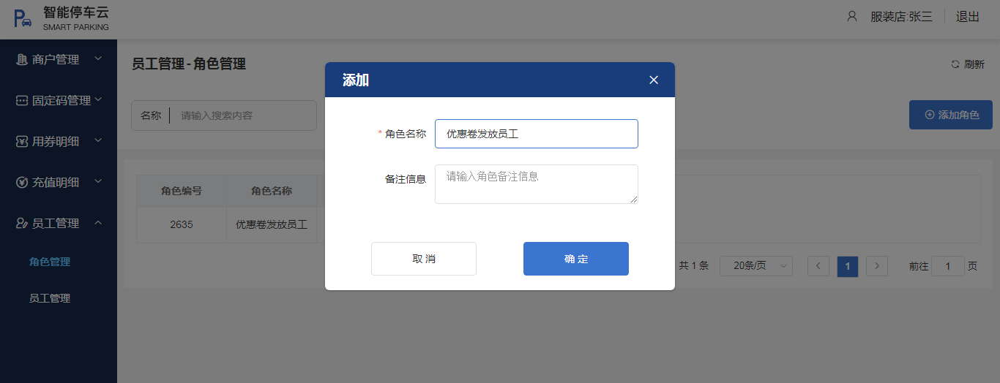 智能停车云
SMART PARKING
服装店:张三
退出
商户管理
固定码管理
用券明细
充值明细
员工管理
角色管理
员工管理
员工管理 - 角色管理
刷新
名称
请输入搜索内容
添加角色
角色编号
角色名称
2635
优惠卷发放员工
共 1 条
20条/页
1
前往
1
页
添加
* 角色名称
优惠卷发放员工
备注信息
请输入角色备注信息
取 消
确 定